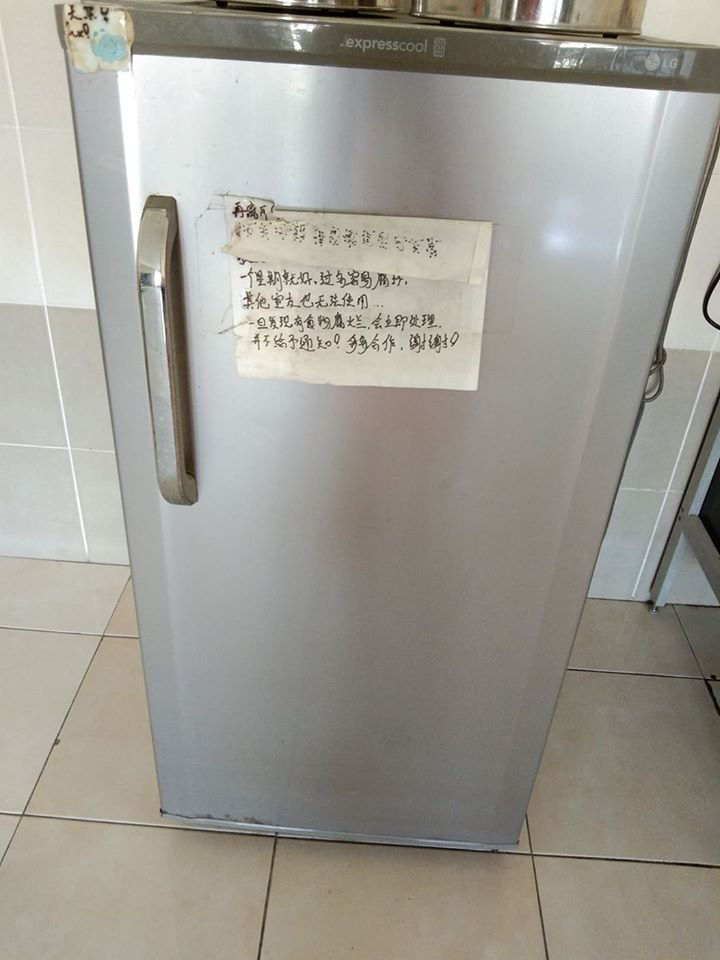 expresscool
LG
一个星期就好，过多容易腐坏，
其他室友也无法使用...
一旦发现有食物腐烂，会立即处理，
并不给予通知！多多合作，谢谢！